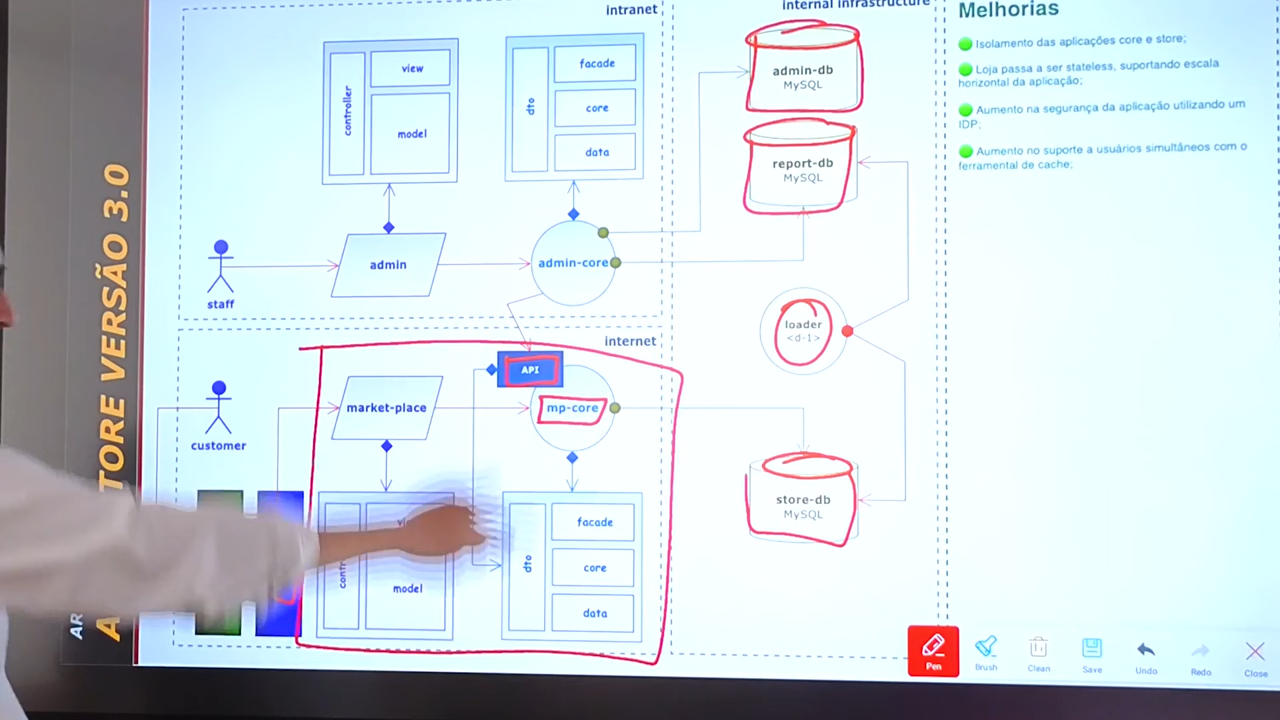 intranet
internal infrastructure
Melhorias
Isolamento das aplicações core e store;
Loja passa a ser stateless, suportando escala
horizontal da aplicação;
Aumento na segurança da aplicação utilizando um
IDP;
Aumento no suporte a usuários simultâneos com o
ferramental de cache;
controller
view
model
dto
facade
core
data
admin-db
MySQL
report-db
MySQL
staff
admin
admin-core
loader
<d-1>
internet
API
customer
market-place
mp-core
store-db
MySQL
model
dto
facade
core
data
TORE VERSÃO 3.0
AR
Pen
Brush
Clean
Save
Undo
Redo
Close